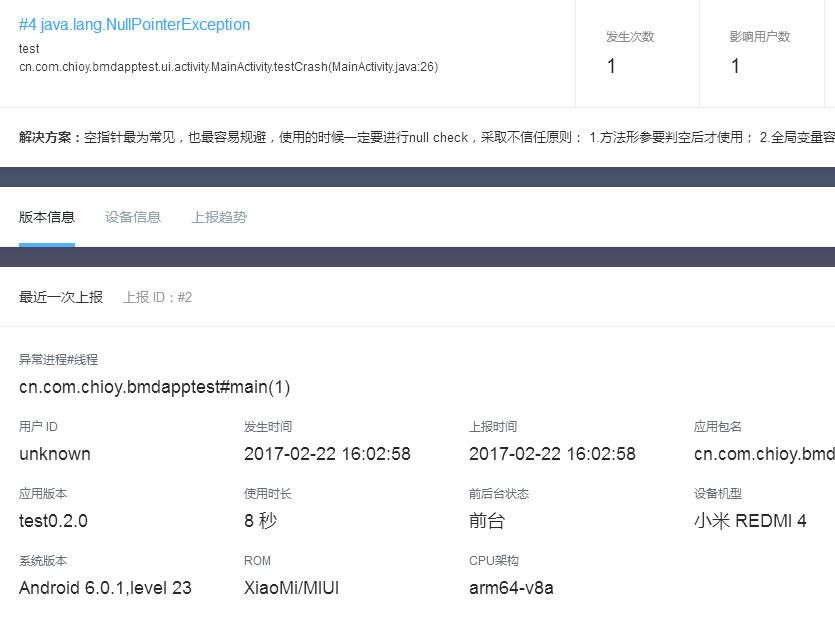 #4 java.lang.NullPointerException
test
cn.com.chioy.bmdapptest.ui.activity.MainActivity.testCrash(MainActivity.java:26)
发生次数
1
影响用户数
1
解决方案：空指针最为常见，也最容易规避，使用的时候一定要进行null check，采取不信任原则： 1.方法形参要判空后才使用； 2.全局变量容
版本信息 设备信息 上报趋势
最近一次上报 上报 ID：#2
异常进程#线程
cn.com.chioy.bmdapptest#main(1)
用户 ID 发生时间 上报时间 应用包名
unknown 2017-02-22 16:02:58 2017-02-22 16:02:58 cn.com.chioy.bmd
应用版本 使用时长 前后台状态 设备机型
test0.2.0 8 秒 前台 小米 REDMI 4
系统版本 ROM CPU架构
Android 6.0.1,level 23 XiaoMi/MIUI arm64-v8a